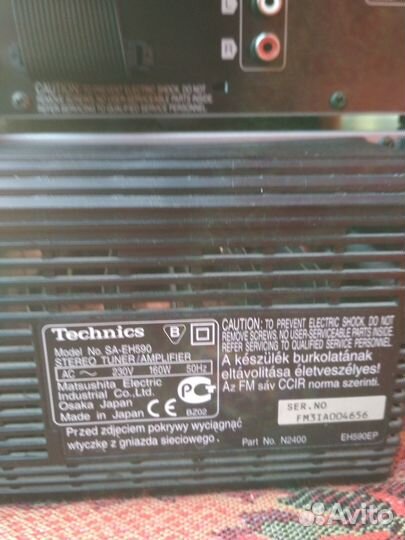 L
R
CAUTION: TO PREVENT ELECTRIC SHOCK, DO NOT
REMOVE SCREWS. NO USER-SERVICEABLE PARTS INSIDE
REFER SERVICING TO QUALIFIED SERVICE PERSONNEL.
Technics
B
Model No. SA-EH590
STEREO TUNER/AMPLIFIER
AC ~ 230V 160W 50Hz
Matsushita Electric
Industrial Co.,Ltd.
Osaka Japan
Made in Japan
CE
BZ02
Przed zdjęciem pokrywy wyciągnąć
wtyczkę z gniazda sieciowego.
CAUTION: TO PREVENT ELECTRIC SHOCK, DO NOT
REMOVE SCREWS. NO USER-SERVICEABLE PARTS INSIDE
REFER SERVICING TO QUALIFIED SERVICE PERSONNEL.
A készülék burkolatának
eltávolítása életveszélyes!
Az FM sáv CCIR norma szerinti.
SER.NO
FM3IA004656
Part No. N2400
EH590EP
Avito